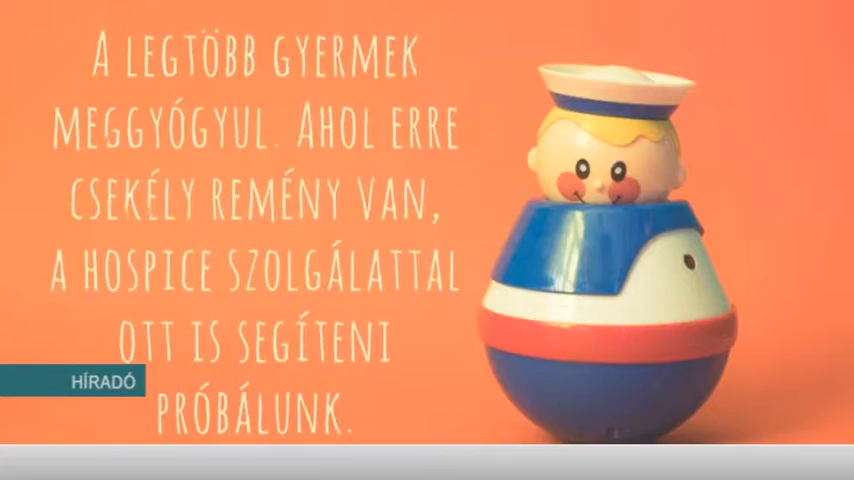 A LEGTÖBB GYERMEK
MEGGYÓGYUL. AHOL ERRE
CSEKÉLY REMÉNY VAN,
A HOSPICE SZOLGÁLATTAL
OTT IS SEGÍTENI
PRÓBÁLUNK.
HÍRADÓ